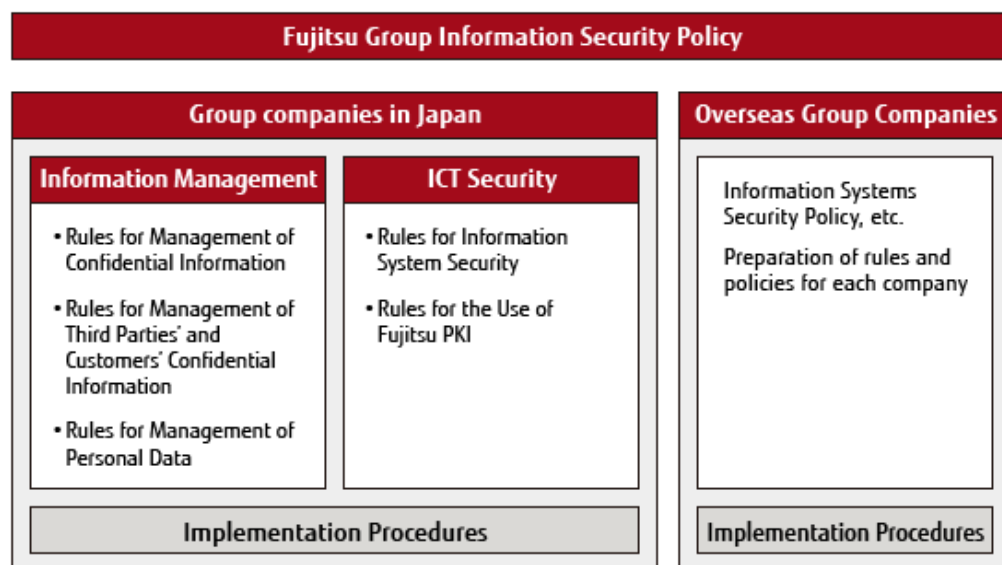 Fujitsu Group Information Security Policy
Group companies in Japan
Information Management
• Rules for Management of
Confidential Information
• Rules for Management of
Third Parties' and
Customers' Confidential
Information
• Rules for Management of
Personal Data
ICT Security
• Rules for Information
System Security
• Rules for the Use of
Fujitsu PKI
Implementation Procedures
Overseas Group Companies
Information Systems
Security Policy, etc.
Preparation of rules and
policies for each company
Implementation Procedures